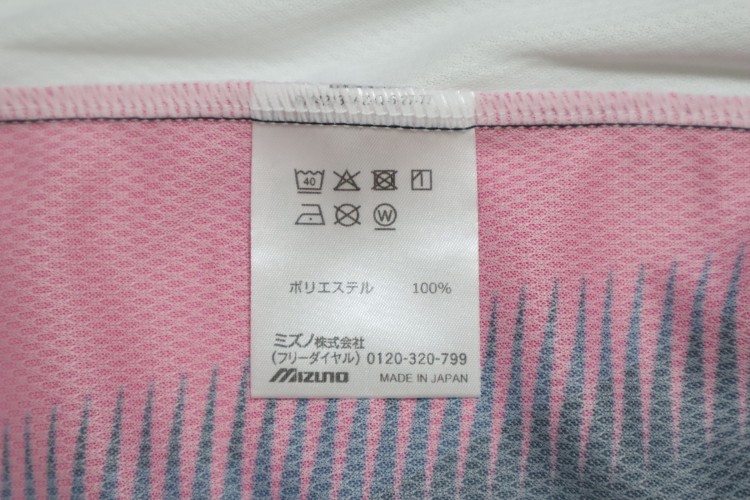 40
W
ポリエステル 100%
ミズノ株式会社
(フリーダイヤル) 0120-320-799
MIZUNO MADE IN JAPAN